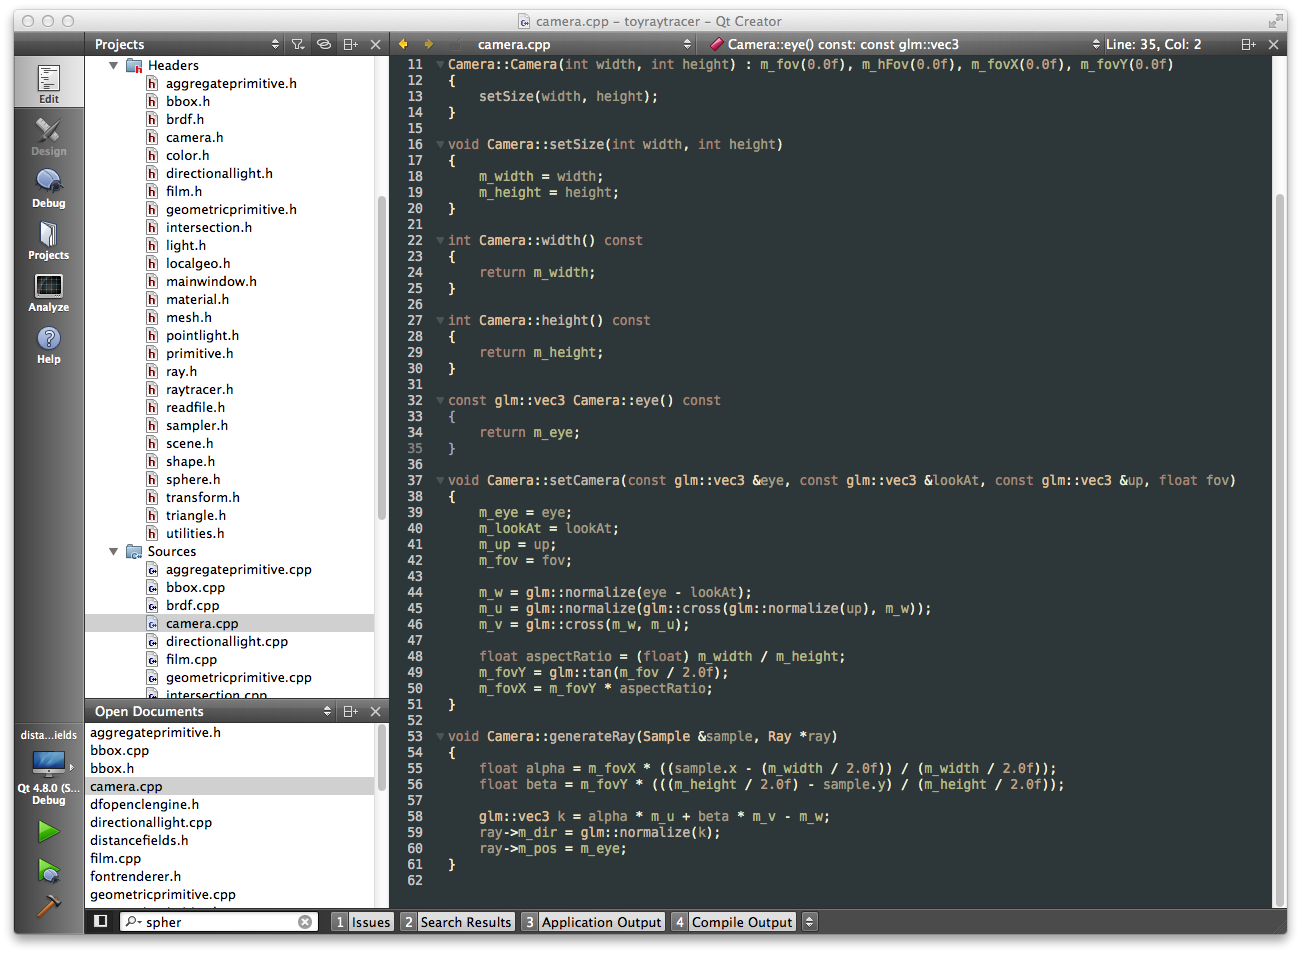 camera.cpp – toyraytracer – Qt Creator
Projects
camera.cpp
Camera::eye() const: const glm::vec3
Line: 35, Col: 2
Edit
Design
Debug
Projects
Analyze
Help
Headers
aggregateprimitive.h
bbox.h
brdf.h
camera.h
color.h
directionallight.h
film.h
geometricprimitive.h
intersection.h
light.h
localgeo.h
mainwindow.h
material.h
mesh.h
pointlight.h
primitive.h
ray.h
raytracer.h
readfile.h
sampler.h
scene.h
shape.h
sphere.h
transform.h
triangle.h
utilities.h
Sources
aggregateprimitive.cpp
bbox.cpp
brdf.cpp
camera.cpp
directionallight.cpp
film.cpp
geometricprimitive.cpp
intersection.cpp
Open Documents
aggregateprimitive.h
bbox.cpp
bbox.h
camera.cpp
dfopenclengine.h
directionallight.cpp
distancefields.h
film.cpp
fontrenderer.h
geometricprimitive.cpp
dista...ields
Qt 4.8.0 (S...
Debug
11 Camera::Camera(int width, int height) : m_fov(0.0f), m_hFov(0.0f), m_fovX(0.0f), m_fovY(0.0f)
12 {
13     setSize(width, height);
14 }
15
16 void Camera::setSize(int width, int height)
17 {
18     m_width = width;
19     m_height = height;
20 }
21
22 int Camera::width() const
23 {
24     return m_width;
25 }
26
27 int Camera::height() const
28 {
29     return m_height;
30 }
31
32 const glm::vec3 Camera::eye() const
33 {
34     return m_eye;
35 }
36
37 void Camera::setCamera(const glm::vec3 &eye, const glm::vec3 &lookAt, const glm::vec3 &up, float fov)
38 {
39     m_eye = eye;
40     m_lookAt = lookAt;
41     m_up = up;
42     m_fov = fov;
43
44     m_w = glm::normalize(eye - lookAt);
45     m_u = glm::normalize(glm::cross(glm::normalize(up), m_w));
46     m_v = glm::cross(m_w, m_u);
47
48     float aspectRatio = (float) m_width / m_height;
49     m_fovY = glm::tan(m_fov / 2.0f);
50     m_fovX = m_fovY * aspectRatio;
51 }
52
53 void Camera::generateRay(Sample &sample, Ray *ray)
54 {
55     float alpha = m_fovX * ((sample.x - (m_width / 2.0f)) / (m_width / 2.0f));
56     float beta = m_fovY * (((m_height / 2.0f) - sample.y) / (m_height / 2.0f));
57
58     glm::vec3 k = alpha * m_u + beta * m_v - m_w;
59     ray->m_dir = glm::normalize(k);
60     ray->m_pos = m_eye;
61 }
62
spher
1 Issues
2 Search Results
3 Application Output
4 Compile Output